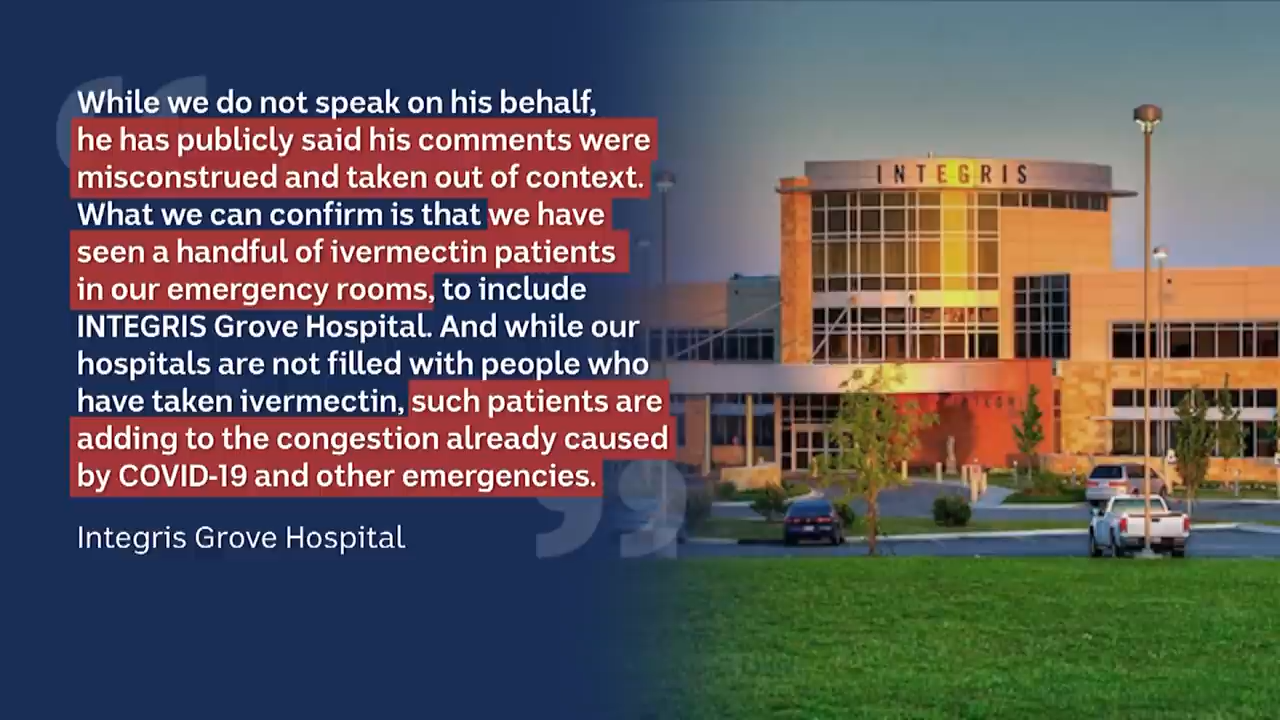 While we do not speak on his behalf,
he has publicly said his comments were
misconstrued and taken out of context.
What we can confirm is that we have
seen a handful of ivermectin patients
in our emergency rooms, to include
INTEGRIS Grove Hospital. And while our
hospitals are not filled with people who
have taken ivermectin, such patients are
adding to the congestion already caused
by COVID-19 and other emergencies.
Integris Grove Hospital
INTEGRIS